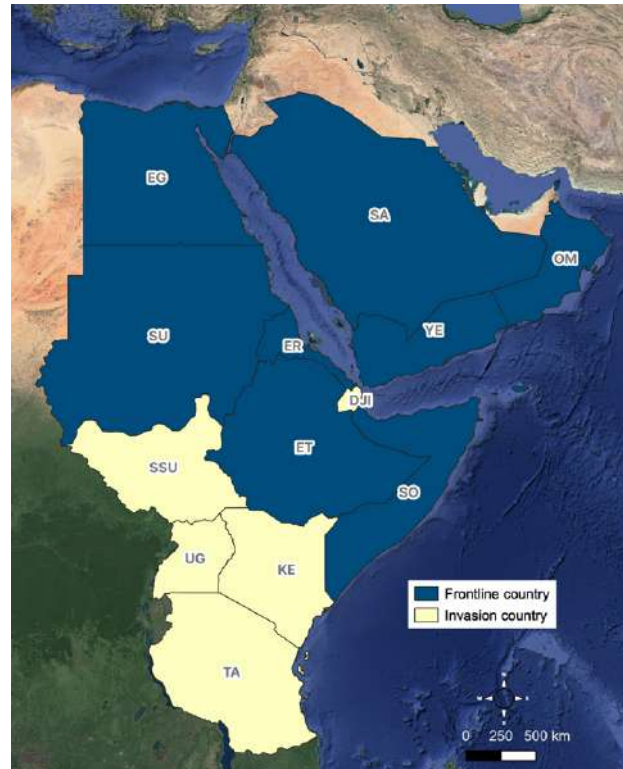 EG
SA
OM
SU
YE
ER
DJI
ET
SSU
SO
UG
KE
Frontline country
Invasion country
TA
N
W
E
S
0 250 500 km